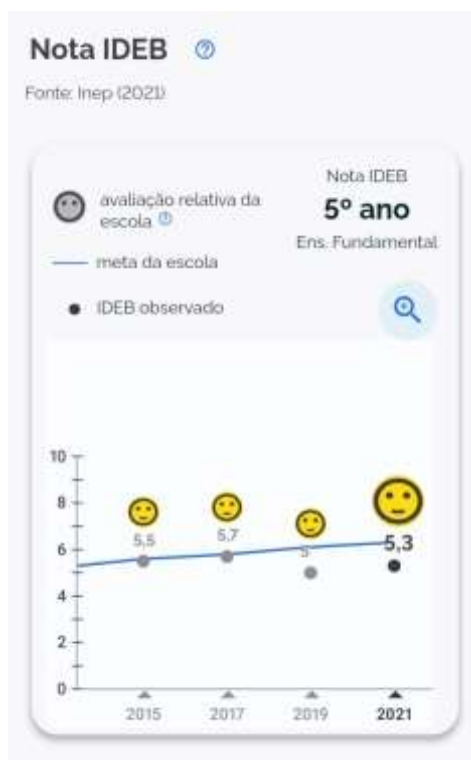 Nota IDEB
Fonte: Inep (2021)
avaliação relativa da
escola
meta da escola
IDEB observado
Nota IDEB
5º ano
Ens. Fundamental
10
8
6
4
2
0
5,5
5,7
5
5,3
2015
2017
2019
2021